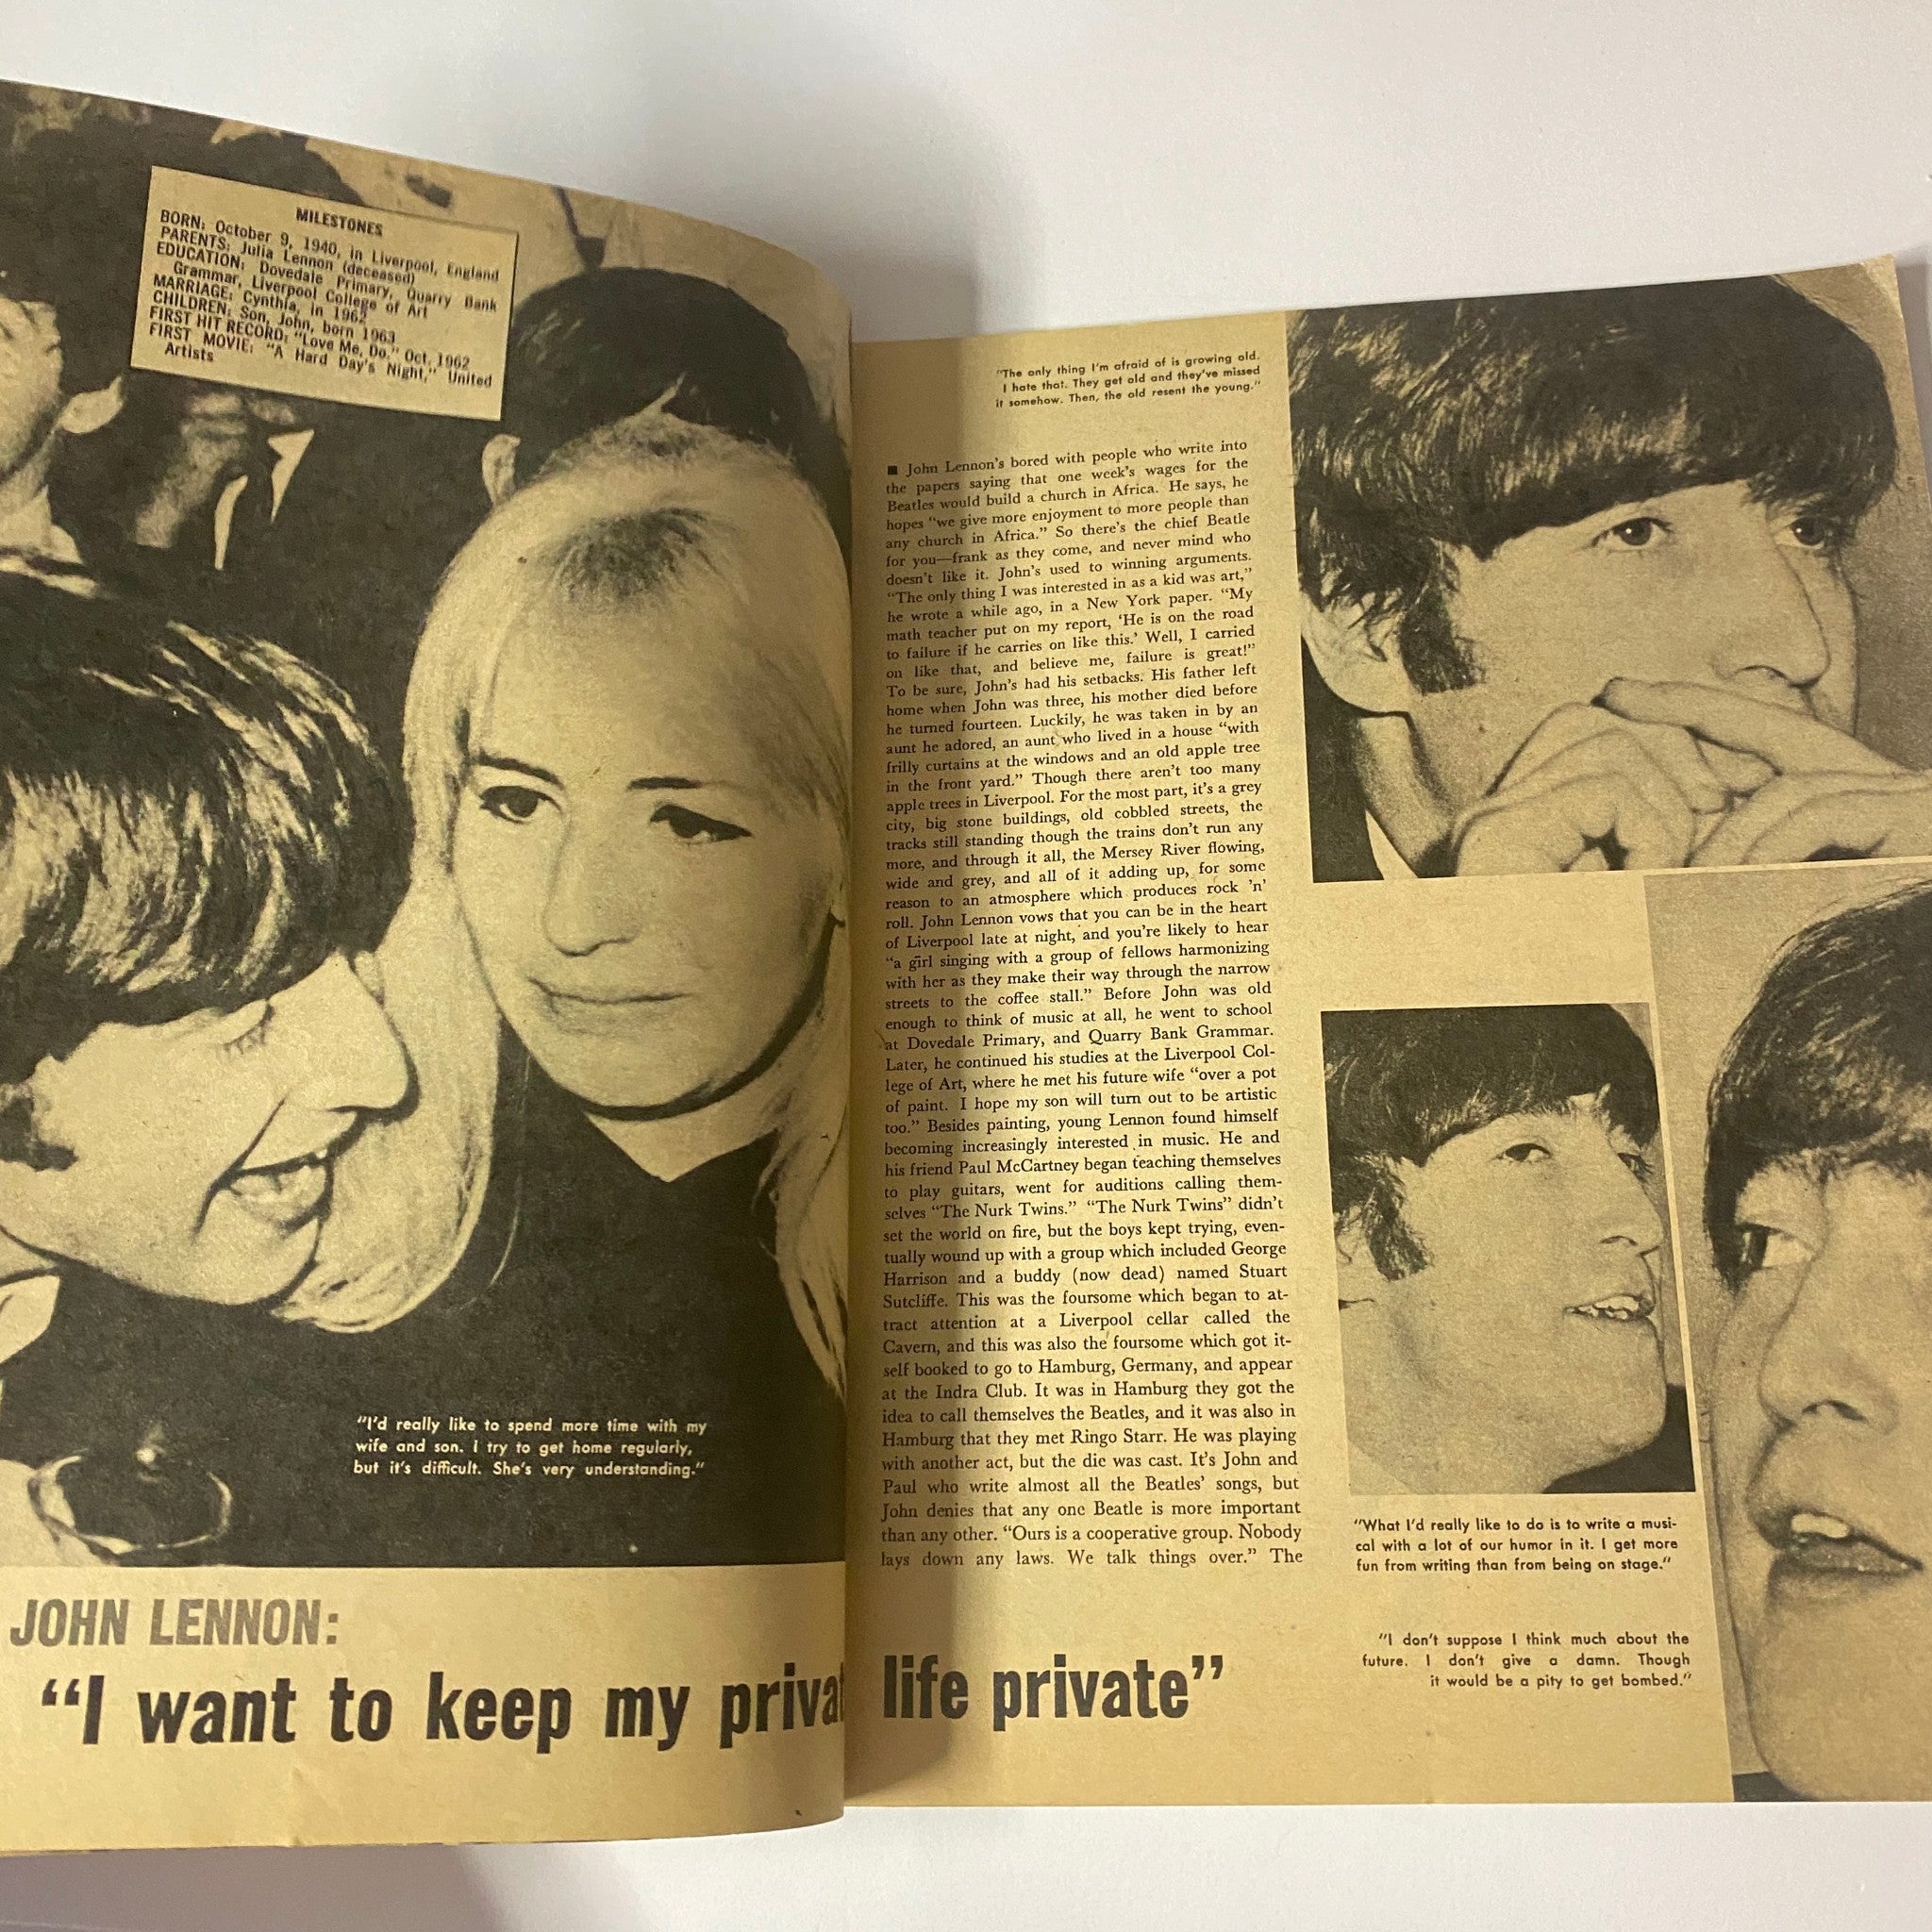 MILESTONES
BORN: October 9, 1940, in Liverpool, England
PARENTS: Julia Lennon (deceased)
EDUCATION: Dovedale Primary, Quarry Bank
Grammar, Liverpool College of Art
MARRIAGE: Cynthia, in 1962
CHILDREN: Son, John, born 1963
FIRST HIT RECORD: "Love Me, Do." Oct. 1962
FIRST MOVIE: "A Hard Day's Night," United
Artists
"I'd really like to spend more time with my
wife and son. I try to get home regularly,
but it's difficult. She's very understanding."
JOHN LENNON:
"I want to keep my privat life private"
"The only thing I'm afraid of is growing old.
I hate that. They get old and they've missed
it somehow. Then, the old resent the young."
■ John Lennon's bored with people who write into
the papers saying that one week's wages for the
Beatles would build a church in Africa. He says, he
hopes "we give more enjoyment to more people than
any church in Africa." So there's the chief Beatle
for you—frank as they come, and never mind who
doesn't like it. John's used to winning arguments.
"The only thing I was interested in as a kid was art,"
he wrote a while ago, in a New York paper. "My
math teacher put on my report, 'He is on the road
to failure if he carries on like this.' Well, I carried
on like that, and believe me, failure is great!"
To be sure, John's had his setbacks. His father left
home when John was three, his mother died before
he turned fourteen. Luckily, he was taken in by an
aunt he adored, an aunt who lived in a house "with
frilly curtains at the windows and an old apple tree
in the front yard." Though there aren't too many
apple trees in Liverpool. For the most part, it's a grey
city, big stone buildings, old cobbled streets, the
tracks still standing though the trains don't run any
more, and through it all, the Mersey River flowing,
wide and grey, and all of it adding up, for some
reason to an atmosphere which produces rock 'n'
roll. John Lennon vows that you can be in the heart
of Liverpool late at night, and you're likely to hear
"a girl singing with a group of fellows harmonizing
with her as they make their way through the narrow
streets to the coffee stall." Before John was old
enough to think of music at all, he went to school
at Dovedale Primary, and Quarry Bank Grammar.
Later, he continued his studies at the Liverpool Col-
lege of Art, where he met his future wife "over a pot
of paint. I hope my son will turn out to be artistic
too." Besides painting, young Lennon found himself
becoming increasingly interested in music. He and
his friend Paul McCartney began teaching themselves
to play guitars, went for auditions calling them-
selves "The Nurk Twins." "The Nurk Twins" didn't
set the world on fire, but the boys kept trying, even-
tually wound up with a group which included George
Harrison and a buddy (now dead) named Stuart
Sutcliffe. This was the foursome which began to at-
tract attention at a Liverpool cellar called the
Cavern, and this was also the foursome which got it-
self booked to go to Hamburg, Germany, and appear
at the Indra Club. It was in Hamburg they got the
idea to call themselves the Beatles, and it was also in
Hamburg that they met Ringo Starr. He was playing
with another act, but the die was cast. It's John and
Paul who write almost all the Beatles' songs, but
John denies that any one Beatle is more important
than any other. "Ours is a cooperative group. Nobody
lays down any laws. We talk things over." The
"What I'd really like to do is to write a musi-
cal with a lot of our humor in it. I get more
fun from writing than from being on stage."
"I don't suppose I think much about the
future. I don't give a damn. Though
it would be a pity to get bombed."